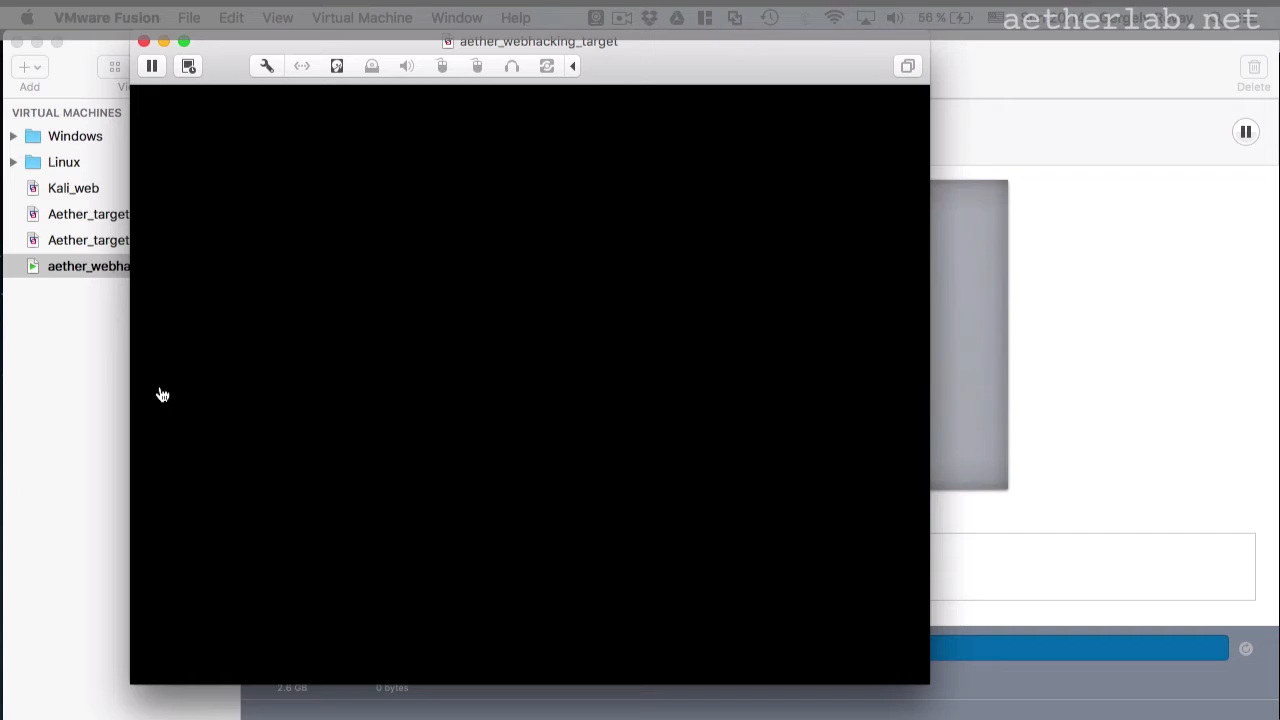 VMware Fusion File Edit View Virtual Machine Window Help 56 %
aetherlab.net
aether_webhacking_target
Add
Delete
VIRTUAL MACHINES
Windows
Linux
Kali_web
Aether_target
Aether_target
aether_webha
2.6 GB 0 bytes